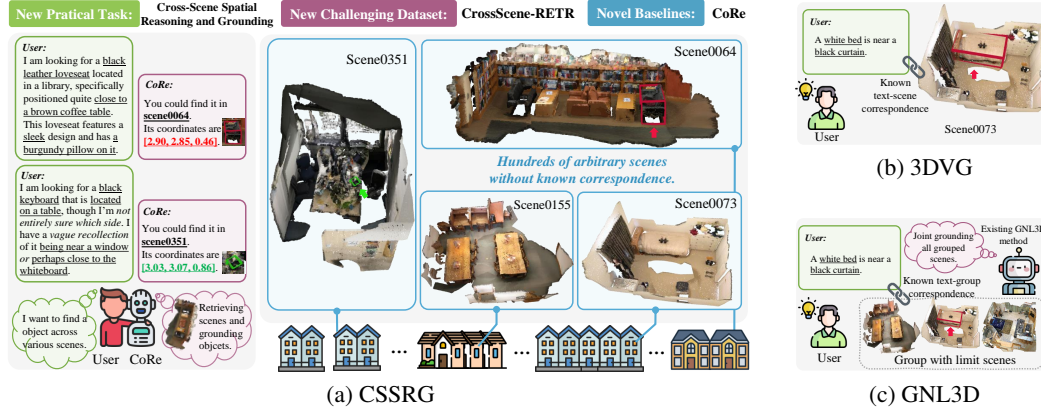 New Pratical Task:
Cross-Scene Spatial
Reasoning and Grounding
New Challenging Dataset:
CrossScene-RETR
Novel Baselines:
CoRe
User:
I am looking for a black
leather loveseat located
in a library, specifically
positioned quite close to
a brown coffee table.
This loveseat features a
sleek design and has a
burgundy pillow on it.
CoRe:
You could find it in
scene0064.
Its coordinates are
[2.90, 2.85, 0.46].
User:
I am looking for a black
keyboard that is located
on a table, though I'm not
entirely sure which side. I
have a vague recollection
of it being near a window
or perhaps close to the
whiteboard.
CoRe:
You could find it in
scene0351.
Its coordinates are
[3.03, 3.07, 0.86].
I want to find a
object across
various scenes.
User
CoRe
Retrieving
scenes and
grounding
objcets.
Scene0351
Scene0064
Hundreds of arbitrary scenes
without known correspondence.
Scene0155
Scene0073
...
...
...
(a) CSSRG
User:
A white bed is near a
black curtain.
Known
text-scene
correspondence
User
Scene0073
(b) 3DVG
User:
A white bed is near a
black curtain.
Joint grounding
all grouped
scenes.
Existing GNL3D
method
Known text-group
correspondence
User
Group with limit scenes
(c) GNL3D